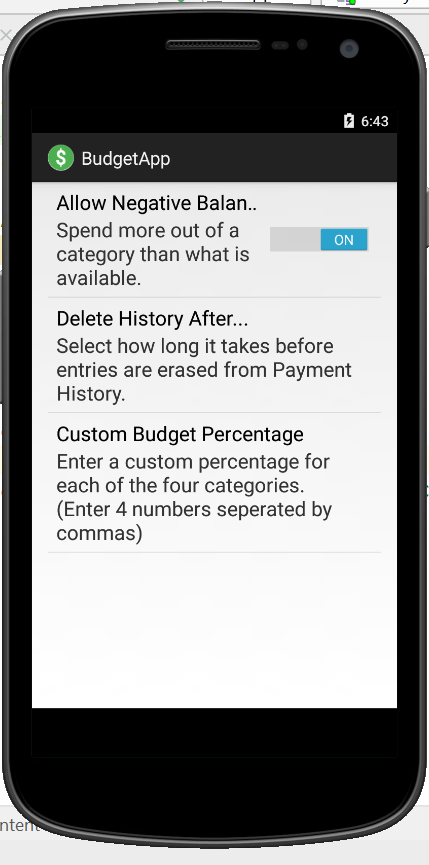 6:43
$ BudgetApp
Allow Negative Balan..
Spend more out of a
category than what is
available.
ON
Delete History After...
Select how long it takes before
entries are erased from Payment
History.
Custom Budget Percentage
Enter a custom percentage for
each of the four categories.
(Enter 4 numbers seperated by
commas)